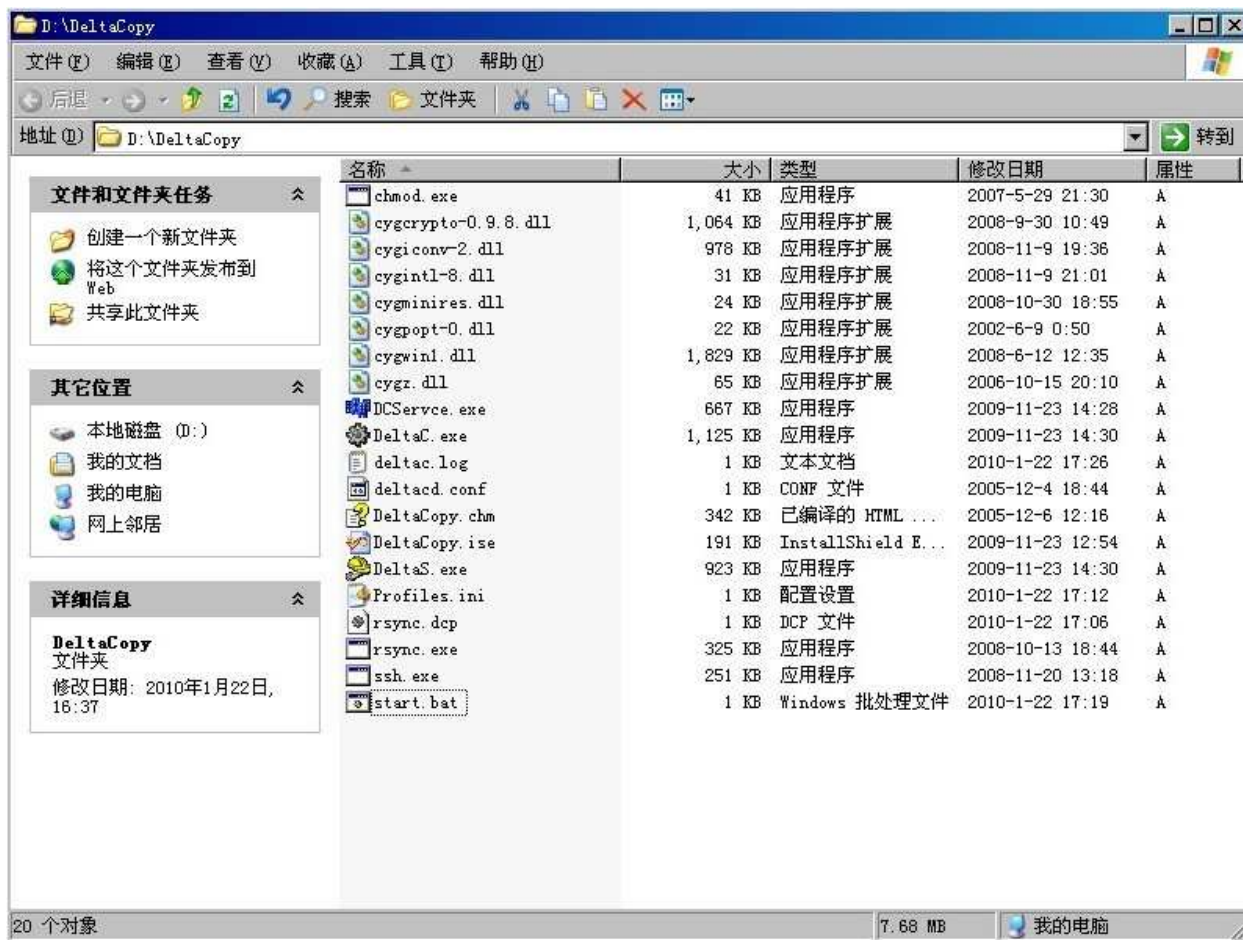 D:\DeltaCopy
文件(F) 编辑(E) 查看(V) 收藏(A) 工具(T) 帮助(H)
后退 搜索 文件夹
地址(D) D:\DeltaCopy 转到
文件和文件夹任务
创建一个新文件夹
将这个文件夹发布到
Web
共享此文件夹
其它位置
本地磁盘 (D:)
我的文档
我的电脑
网上邻居
详细信息
DeltaCopy
文件夹
修改日期: 2010年1月22日,
16:37
名称 大小 类型 修改日期 属性
chmod.exe 41 KB 应用程序 2007-5-29 21:30 A
cygcrypto-0.9.8.dll 1,064 KB 应用程序扩展 2008-9-30 10:49 A
cygiconv-2.dll 978 KB 应用程序扩展 2008-11-9 19:36 A
cygintl-8.dll 31 KB 应用程序扩展 2008-11-9 21:01 A
cygminires.dll 24 KB 应用程序扩展 2008-10-30 18:55 A
cygpopt-0.dll 22 KB 应用程序扩展 2002-6-9 0:50 A
cygwin1.dll 1,829 KB 应用程序扩展 2008-6-12 12:35 A
cygz.dll 65 KB 应用程序扩展 2006-10-15 20:10 A
DCServce.exe 667 KB 应用程序 2009-11-23 14:28 A
DeltaC.exe 1,125 KB 应用程序 2009-11-23 14:30 A
deltac.log 1 KB 文本文档 2010-1-22 17:26 A
deltacd.conf 1 KB CONF 文件 2005-12-4 18:44 A
DeltaCopy.chm 342 KB 已编译的 HTML ... 2005-12-6 12:16 A
DeltaCopy.ise 191 KB InstallShield E... 2009-11-23 12:54 A
DeltaS.exe 923 KB 应用程序 2009-11-23 14:30 A
Profiles.ini 1 KB 配置设置 2010-1-22 17:12 A
rsync.dcp 1 KB DCP 文件 2010-1-22 17:06 A
rsync.exe 325 KB 应用程序 2008-10-13 18:44 A
ssh.exe 251 KB 应用程序 2008-11-20 13:18 A
start.bat 1 KB Windows 批处理文件 2010-1-22 17:19 A
20 个对象 7.68 MB 我的电脑